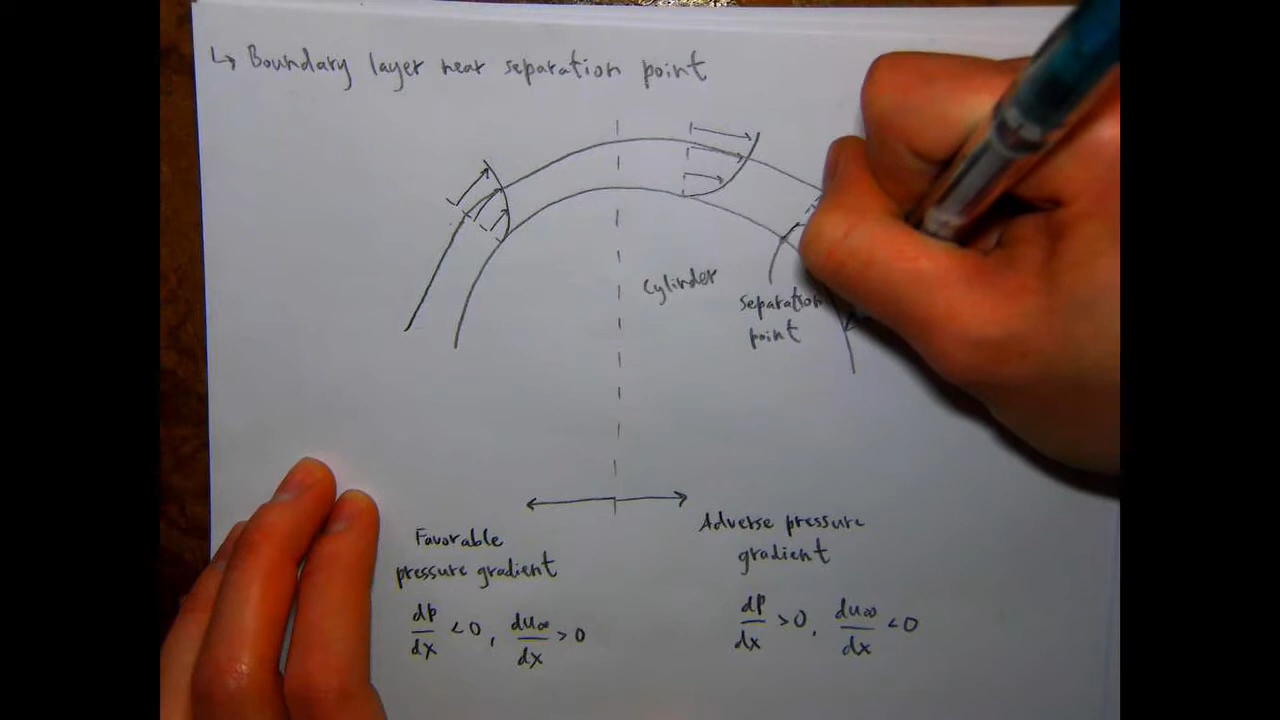 ↳ Boundary layer near separation point
Cylinder
Separation
point
Favorable
pressure gradient
dp/dx <0, du∞/dx >0
Adverse pressure
gradient
dp/dx >0, du∞/dx <0